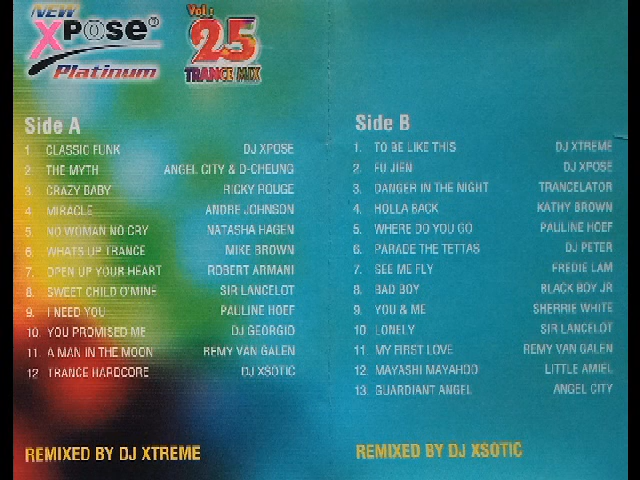 NEW
XPOSE®
Platinum
Vol:
25
TRANCE MIX
Side A
1. CLASSIC FUNK DJ XPOSE
2. THE MYTH ANGEL CITY & D-CHEUNG
3. CRAZY BABY RICKY ROUGE
4. MIRACLE ANDRE JOHNSON
5. NO WOMAN NO CRY NATASHA HAGEN
6. WHATS UP TRANCE MIKE BROWN
7. OPEN UP YOUR HEART ROBERT ARMANI
8. SWEET CHILD O'MINE SIR LANCELOT
9. I NEED YOU PAULINE HOEF
10. YOU PROMISED ME DJ GEORGIO
11. A MAN IN THE MOON REMY VAN GALEN
12. TRANCE HARDCORE DJ XSOTIC
REMIXED BY DJ XTREME
Side B
1. TO BE LIKE THIS DJ XTREME
2. FU JIEN DJ XPOSE
3. DANGER IN THE NIGHT TRANCELATOR
4. HOLLA BACK KATHY BROWN
5. WHERE DO YOU GO PAULINE HOEF
6. PARADE THE TETTAS DJ PETER
7. SEE ME FLY FREDIE LAM
8. BAD BOY BLACK BOY JR
9. YOU & ME SHERRIE WHITE
10. LONELY SIR LANCELOT
11. MY FIRST LOVE REMY VAN GALEN
12. MAYASHI MAYAHOO LITTLE AMIEL
13. GUARDIANT ANGEL ANGEL CITY
REMIXED BY DJ XSOTIC